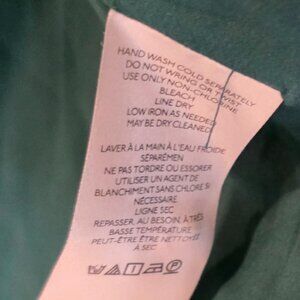 HAND WASH COLD SEPARATELY
DO NOT WRING OR TWIST
USE ONLY NON-CHLORINE
BLEACH
LINE DRY
LOW IRON AS NEEDED
MAY BE DRY CLEANED
LAVER À LA MAIN À L'EAU FROIDE
SÉPARÉMEN
NE PAS TORDRE OU ESSORER
UTILISER UN AGENT DE
BLANCHIMENT SANS CHLORE SI
NÉCESSAIRE
LIGNE SEC
REPASSER, AU BESOIN, À TRÈS
BASSE TEMPÉRATURE
PEUT-ÊTRE ÊTRE NETTOYÉ
À SEC